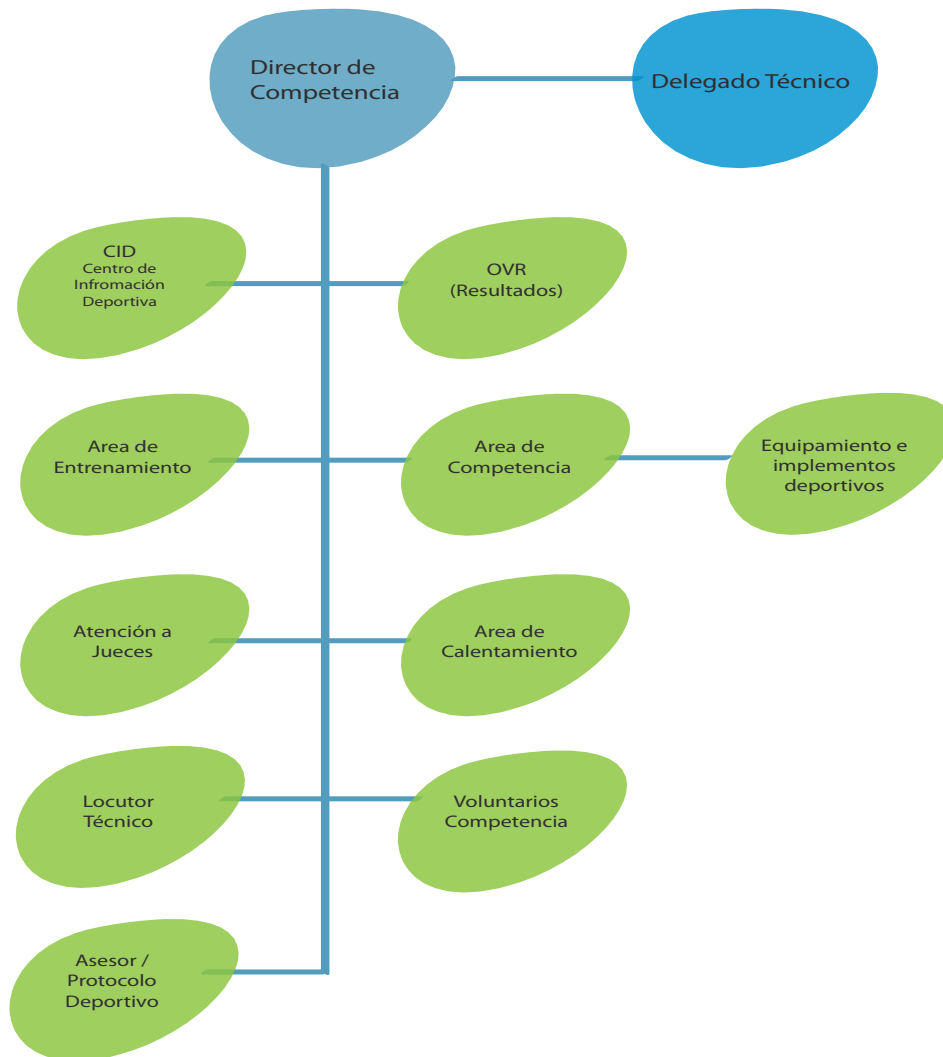 Director de
Competencia
Delegado Técnico
CID
Centro de
Infromación
Deportiva
OVR
(Resultados)
Area de
Entrenamiento
Area de
Competencia
Equipamiento e
implementos
deportivos
Atención a
Jueces
Area de
Calentamiento
Locutor
Técnico
Voluntarios
Competencia
Asesor /
Protocolo
Deportivo